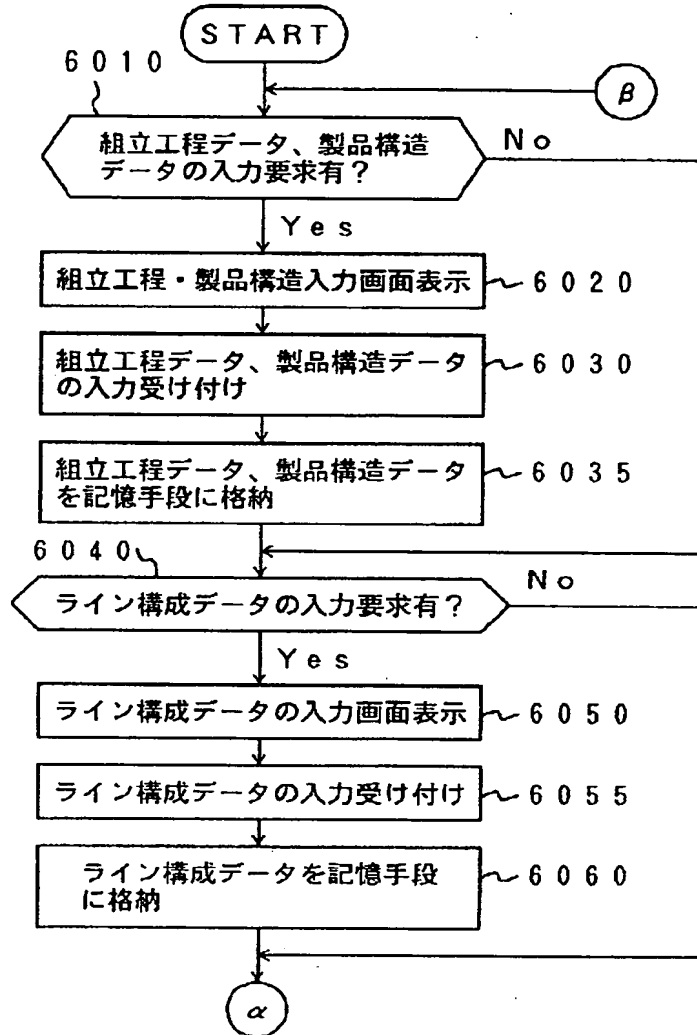 START
6010
β
組立工程データ、製品構造
データの入力要求有？
No
Yes
組立工程・製品構造入力画面表示
6020
組立工程データ、製品構造データ
の入力受け付け
6030
組立工程データ、製品構造データ
を記憶手段に格納
6035
6040
ライン構成データの入力要求有？
No
Yes
ライン構成データの入力画面表示
6050
ライン構成データの入力受け付け
6055
ライン構成データを記憶手段
に格納
6060
α